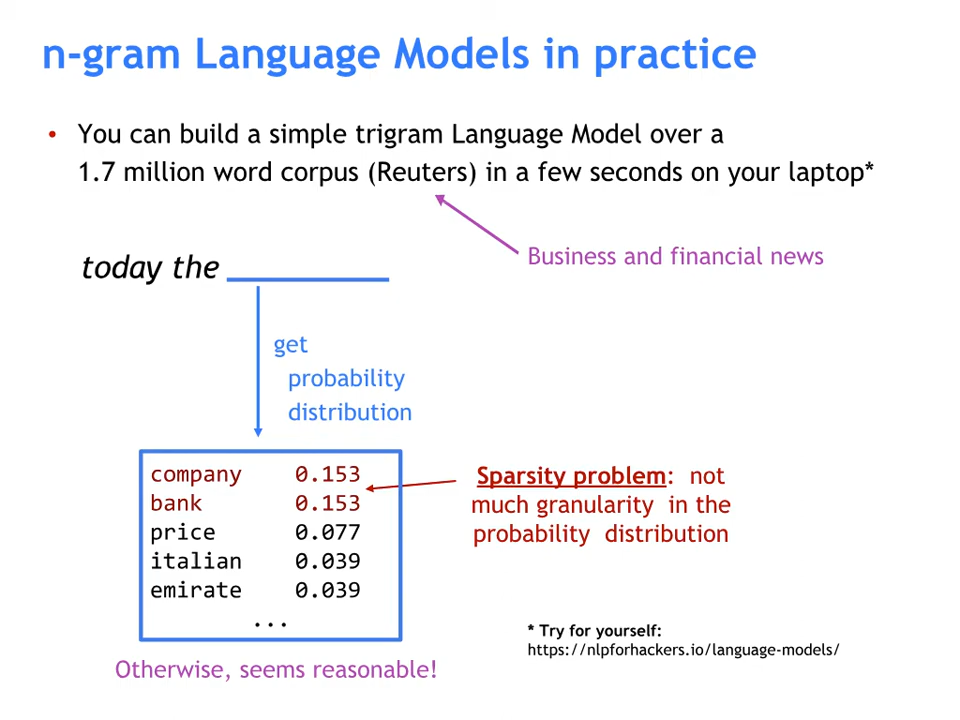 n-gram Language Models in practice
• You can build a simple trigram Language Model over a
1.7 million word corpus (Reuters) in a few seconds on your laptop*
Business and financial news
today the ________
get
probability
distribution
company 0.153
bank 0.153
price 0.077
italian 0.039
emirate 0.039
...
Sparsity problem: not
much granularity in the
probability distribution
Otherwise, seems reasonable!
* Try for yourself:
https://nlpforhackers.io/language-models/